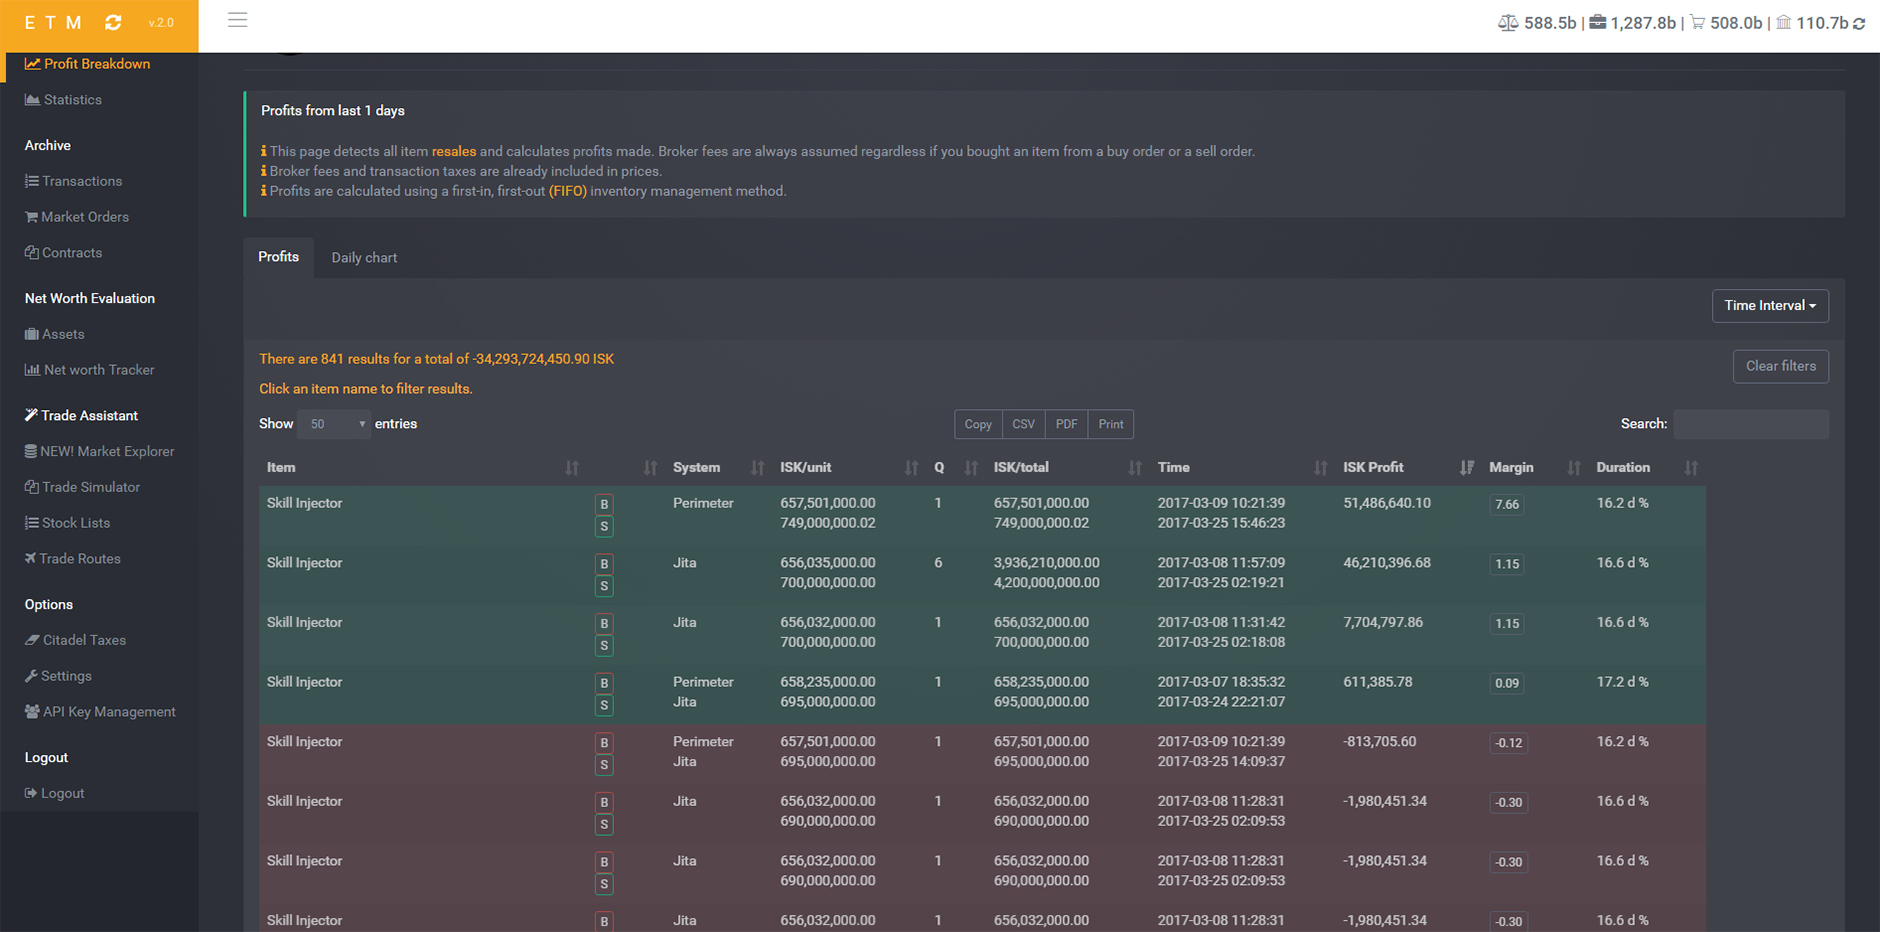 E T M v.2.0
588.5b | 1,287.8b | 508.0b | 110.7b
Profit Breakdown
Statistics
Archive
Transactions
Market Orders
Contracts
Net Worth Evaluation
Assets
Net worth Tracker
Trade Assistant
NEW! Market Explorer
Trade Simulator
Stock Lists
Trade Routes
Options
Citadel Taxes
Settings
API Key Management
Logout
Logout
Profits from last 1 days
This page detects all item resales and calculates profits made. Broker fees are always assumed regardless if you bought an item from a buy order or a sell order.
Broker fees and transaction taxes are already included in prices.
Profits are calculated using a first-in, first-out (FIFO) inventory management method.
Profits Daily chart
Time Interval
There are 841 results for a total of -34,293,724,450.90 ISK
Clear filters
Click an item name to filter results.
Show 50 entries Copy CSV PDF Print Search:
Item System ISK/unit Q ISK/total Time ISK Profit Margin Duration
Skill Injector B Perimeter 657,501,000.00 1 657,501,000.00 2017-03-09 10:21:39 51,486,640.10 7.66 16.2 d %
S 749,000,000.02 749,000,000.02 2017-03-25 15:46:23
Skill Injector B Jita 656,035,000.00 6 3,936,210,000.00 2017-03-08 11:57:09 46,210,396.68 1.15 16.6 d %
S 700,000,000.00 4,200,000,000.00 2017-03-25 02:19:21
Skill Injector B Jita 656,032,000.00 1 656,032,000.00 2017-03-08 11:31:42 7,704,797.86 1.15 16.6 d %
S 700,000,000.00 700,000,000.00 2017-03-25 02:18:08
Skill Injector B Perimeter 658,235,000.00 1 658,235,000.00 2017-03-07 18:35:32 611,385.78 0.09 17.2 d %
S Jita 695,000,000.00 695,000,000.00 2017-03-24 22:21:07
Skill Injector B Perimeter 657,501,000.00 1 657,501,000.00 2017-03-09 10:21:39 -813,705.60 -0.12 16.2 d %
S Jita 695,000,000.00 695,000,000.00 2017-03-25 14:09:37
Skill Injector B Jita 656,032,000.00 1 656,032,000.00 2017-03-08 11:28:31 -1,980,451.34 -0.30 16.6 d %
S 690,000,000.00 690,000,000.00 2017-03-25 02:09:53
Skill Injector B Jita 656,032,000.00 1 656,032,000.00 2017-03-08 11:28:31 -1,980,451.34 -0.30 16.6 d %
S 690,000,000.00 690,000,000.00 2017-03-25 02:09:53
Skill Injector B Jita 656,032,000.00 1 656,032,000.00 2017-03-08 11:28:31 -1,980,451.34 -0.30 16.6 d %